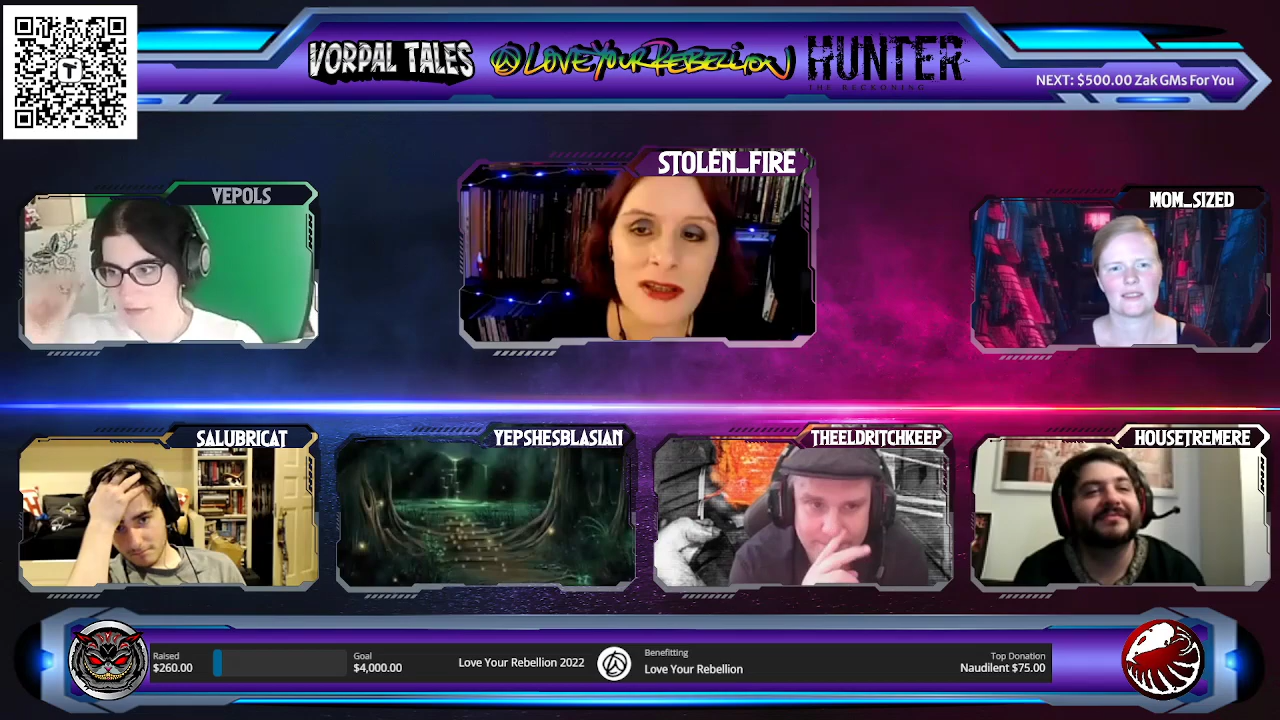 VORPAL TALES
@LOVEYOURREBELLION
HUNTER
THE RECKONING
NEXT: $500.00 Zak GMs For You
T
VEPOLS
STOLEN_FIRE
MOM_SIZED
SALUBRICAT
YEPSHESBLASIAN
THEELDRITCHKEEP
HOUSETREMERE
Raised
$260.00
Goal
$4,000.00
Love Your Rebellion 2022
Benefitting
Love Your Rebellion
Top Donation
Naudilent $75.00